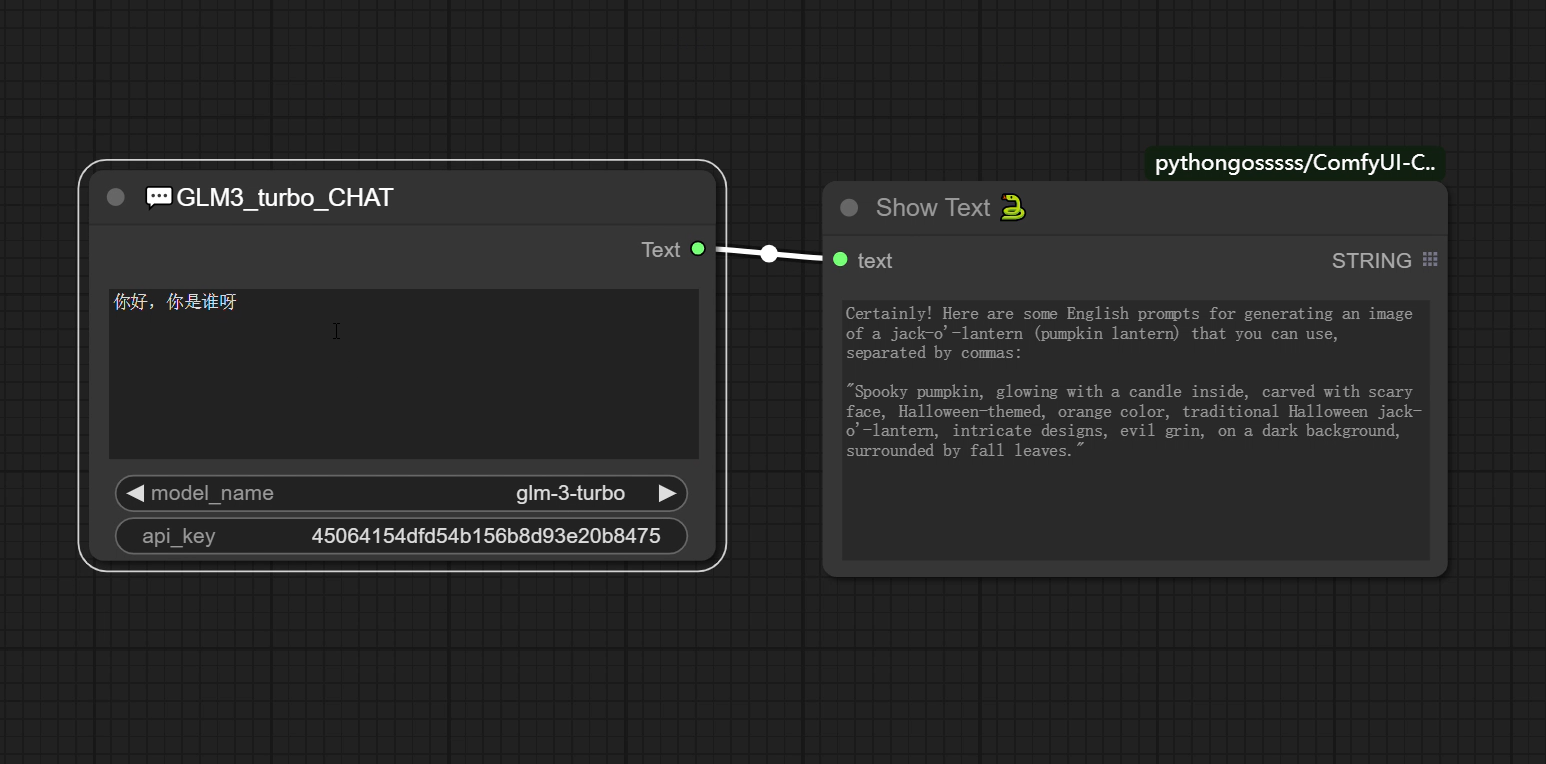 pythongosssss/ComfyUI-C..
💬GLM3_turbo_CHAT
Show Text 🐍
Text
text
STRING
你好，你是谁呀
Certainly! Here are some English prompts for generating an image
of a jack-o'-lantern (pumpkin lantern) that you can use,
separated by commas:
"Spooky pumpkin, glowing with a candle inside, carved with scary
face, Halloween-themed, orange color, traditional Halloween jack-
o'-lantern, intricate designs, evil grin, on a dark background,
surrounded by fall leaves."
model_name
glm-3-turbo
api_key
45064154dfd54b156b8d93e20b8475